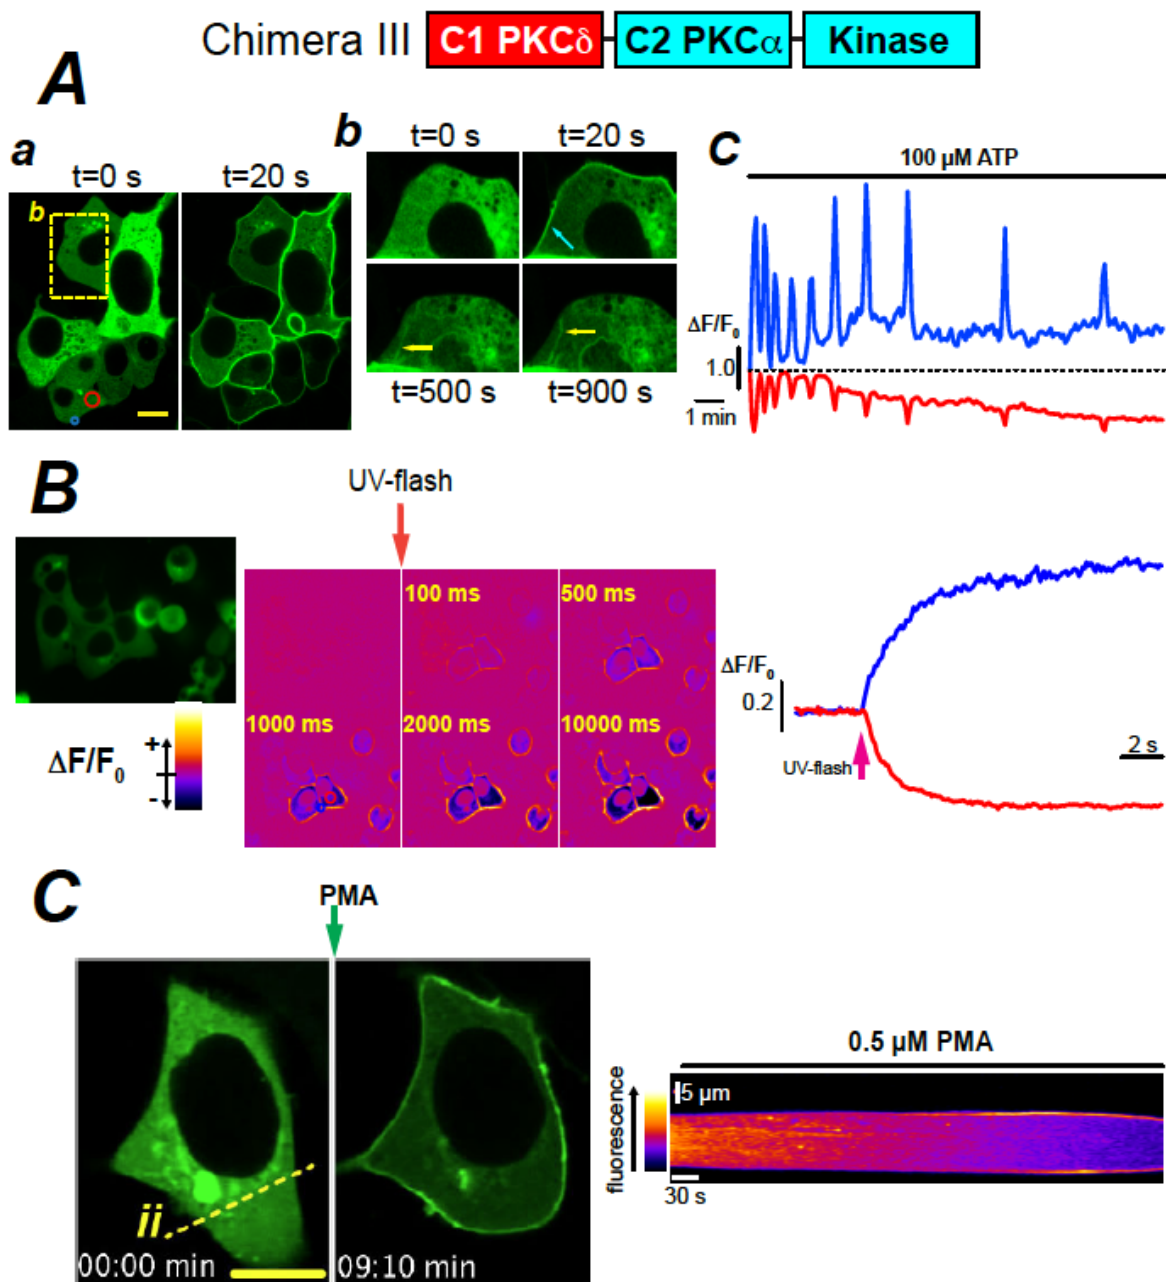 Chimera III C1 PKCδ C2 PKCα Kinase
A
a
t=0 s t=20 s
b
b
t=0 s t=20 s
t=500 s t=900 s
C
100 µM ATP
ΔF/F0
1.0
1 min
B
UV-flash
100 ms 500 ms
1000 ms 2000 ms 10000 ms
ΔF/F0
+
-
ΔF/F0
0.2
UV-flash
2 s
C
PMA
ii
00:00 min 09:10 min
0.5 µM PMA
fluorescence
5 µm
30 s